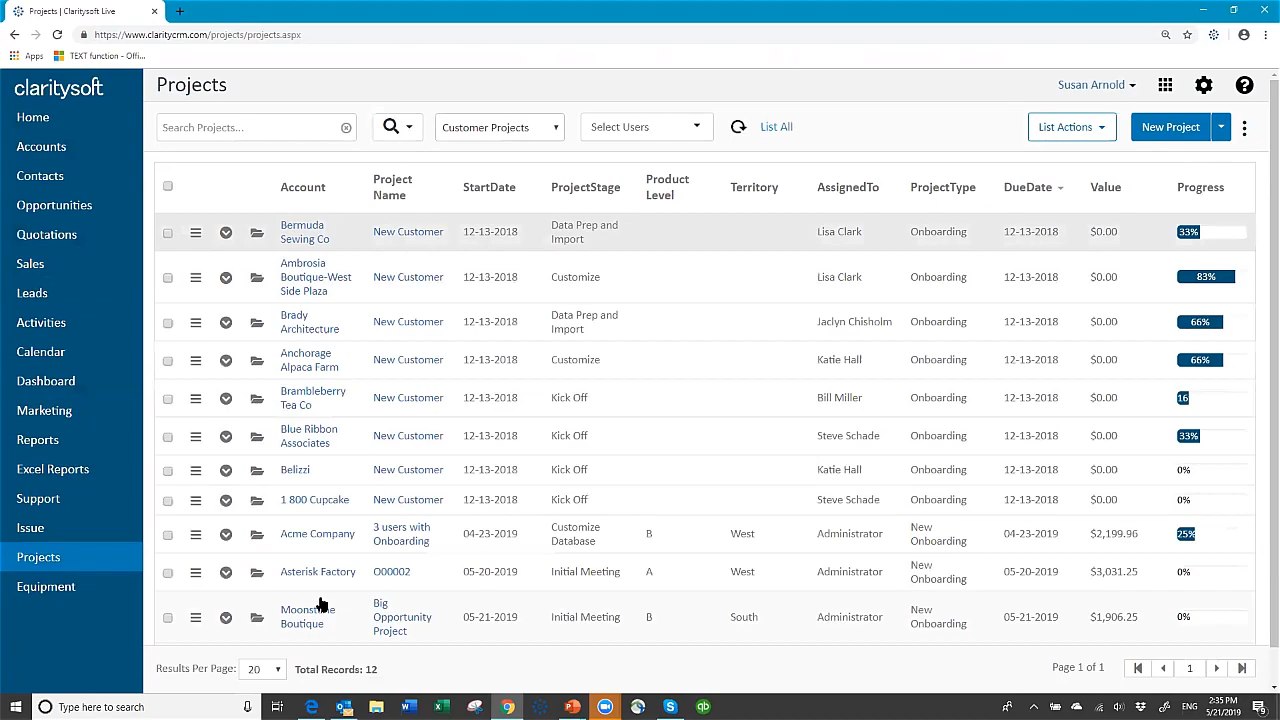 Projects | Claritysoft Live
https://www.claritycrm.com/projects/projects.aspx
Apps
TEXT function - Offi...
claritysoft
Projects
Susan Arnold
Home
Accounts
Contacts
Opportunities
Quotations
Sales
Leads
Activities
Calendar
Dashboard
Marketing
Reports
Excel Reports
Support
Issue
Projects
Equipment
Search Projects...
Customer Projects
Select Users
List All
List Actions
New Project
Account Project Name StartDate ProjectStage Product Level Territory AssignedTo ProjectType DueDate Value Progress
Bermuda Sewing Co New Customer 12-13-2018 Data Prep and Import Lisa Clark Onboarding 12-13-2018 $0.00 33%
Ambrosia Boutique-West Side Plaza New Customer 12-13-2018 Customize Lisa Clark Onboarding 12-13-2018 $0.00 83%
Brady Architecture New Customer 12-13-2018 Data Prep and Import Jaclyn Chisholm Onboarding 12-13-2018 $0.00 66%
Anchorage Alpaca Farm New Customer 12-13-2018 Customize Katie Hall Onboarding 12-13-2018 $0.00 66%
Brambleberry Tea Co New Customer 12-13-2018 Kick Off Bill Miller Onboarding 12-13-2018 $0.00 16
Blue Ribbon Associates New Customer 12-13-2018 Kick Off Steve Schade Onboarding 12-13-2018 $0.00 33%
Belizzi New Customer 12-13-2018 Kick Off Katie Hall Onboarding 12-13-2018 $0.00 0%
1 800 Cupcake New Customer 12-13-2018 Kick Off Steve Schade Onboarding 12-13-2018 $0.00 0%
Acme Company 3 users with Onboarding 04-23-2019 Customize Database B West Administrator New Onboarding 04-23-2019 $2,199.96 25%
Asterisk Factory O00002 05-20-2019 Initial Meeting A West Administrator New Onboarding 05-20-2019 $3,031.25 0%
Boutique Big Opportunity Project 05-21-2019 Initial Meeting B South Administrator New Onboarding 05-21-2019 $1,906.25 0%
Results Per Page: 20 Total Records: 12
Page 1 of 1
1
Type here to search
2:35 PM
5/21/2019